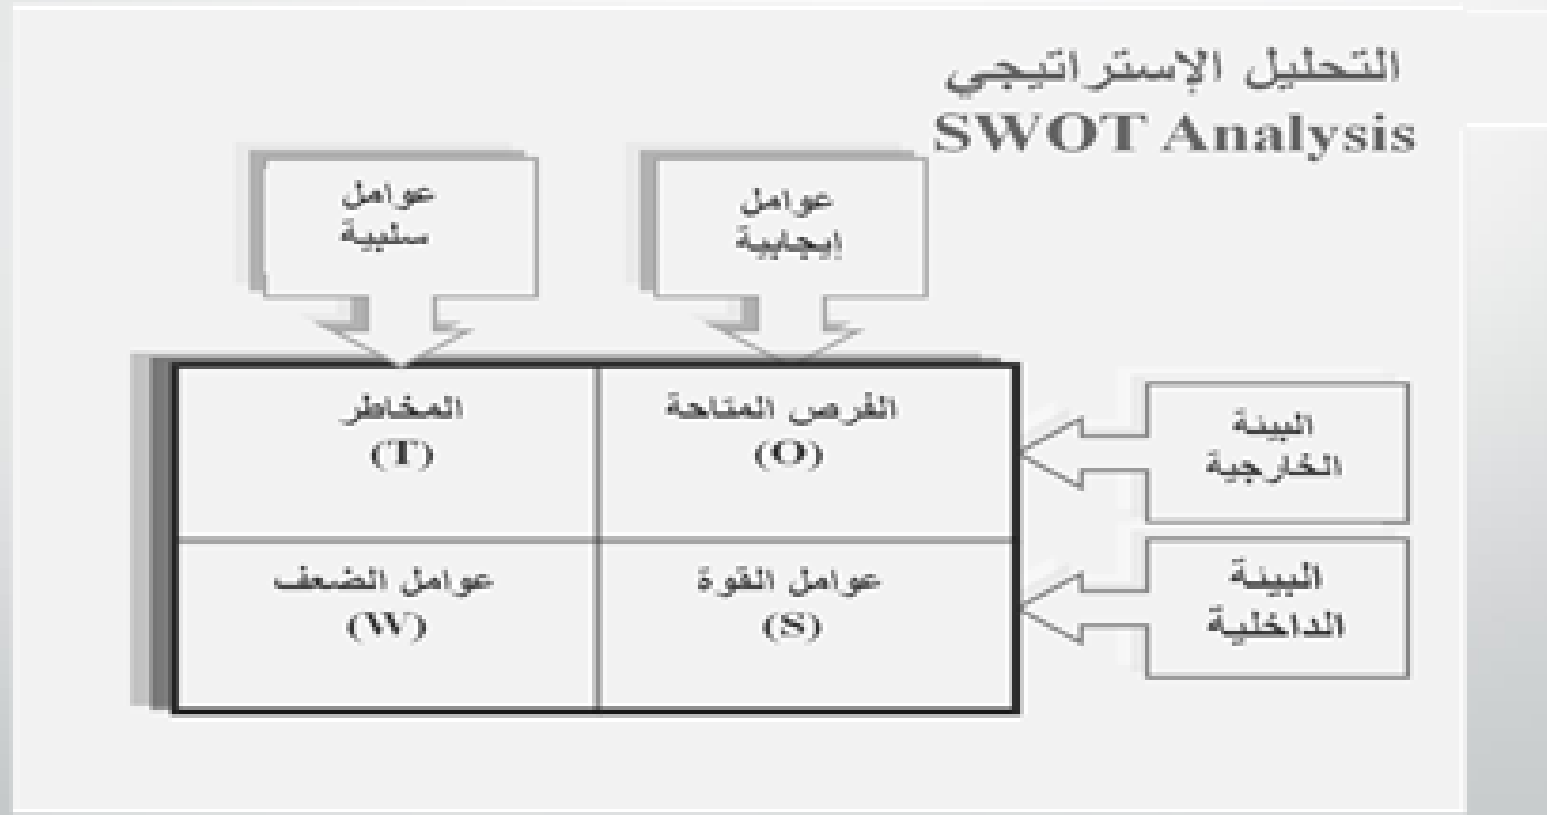 التحليل الإستراتيجي
SWOT Analysis
عوامل
إيجابية
عوامل
سلبية
البيئة
الخارجية
الفرص المتاحة
(O)
المخاطر
(T)
البيئة
الداخلية
عوامل القوة
(S)
عوامل الضعف
(W)